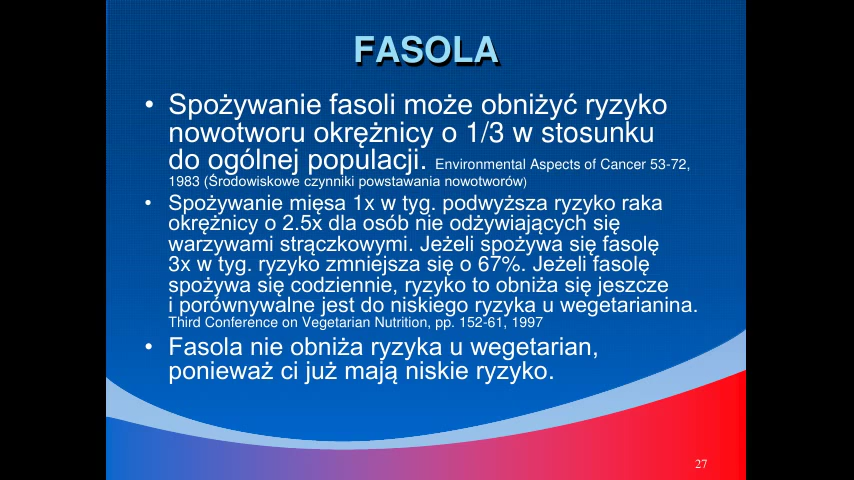 FASOLA
• Spożywanie fasoli może obniżyć ryzyko
nowotworu okrężnicy o 1/3 w stosunku
do ogólnej populacji. Environmental Aspects of Cancer 53-72,
1983 (Środowiskowe czynniki powstawania nowotworów)
• Spożywanie mięsa 1x w tyg. podwyższa ryzyko raka
okrężnicy o 2.5x dla osób nie odżywiających się
warzywami strączkowymi. Jeżeli spożywa się fasolę
3x w tyg. ryzyko zmniejsza się o 67%. Jeżeli fasolę
spożywa się codziennie, ryzyko to obniża się jeszcze
i porównywalne jest do niskiego ryzyka u wegetarianina.
Third Conference on Vegetarian Nutrition, pp. 152-61, 1997
• Fasola nie obniża ryzyka u wegetarian,
ponieważ ci już mają niskie ryzyko.
27